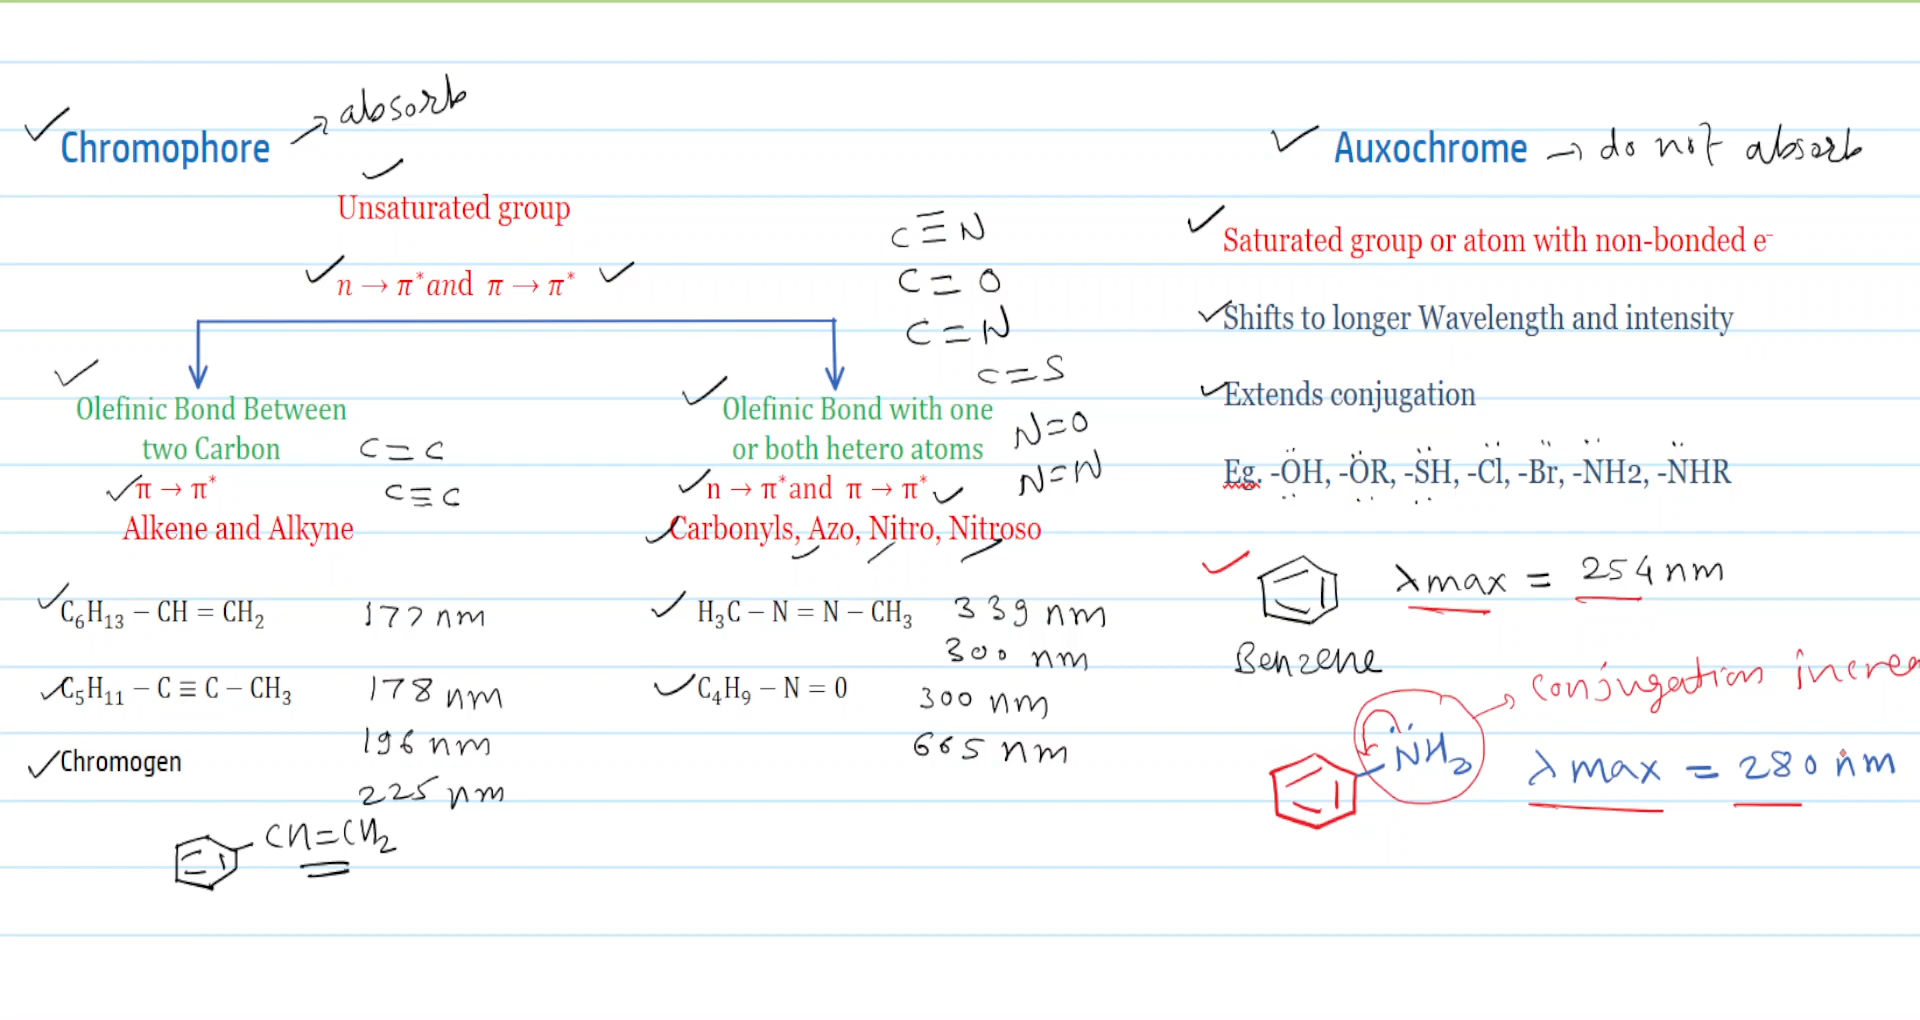 Chromophore → absorb
Unsaturated group
n → π* and π → π*
Olefinic Bond Between
two Carbon
C=C
π → π*
C≡C
Alkene and Alkyne
C₆H₁₃ – CH = CH₂ 177 nm
C₅H₁₁ – C ≡ C – CH₃ 178 nm
196 nm
225 nm
Chromogen
CH=CH₂
C≡N
C=O
C=N
C=S
N=O
N=N
Olefinic Bond with one
or both hetero atoms
n → π* and π → π*
Carbonyls, Azo, Nitro, Nitroso
H₃C – N = N – CH₃ 339 nm
300 nm
C₄H₉ – N = 0 300 nm
665 nm
Auxochrome → do not absorb
Saturated group or atom with non-bonded e⁻
Shifts to longer Wavelength and intensity
Extends conjugation
Eg. -OH, -OR, -SH, -Cl, -Br, -NH2, -NHR
λmax = 254 nm
Benzene
→ conjugation increa
NH₂ λmax = 280 nm